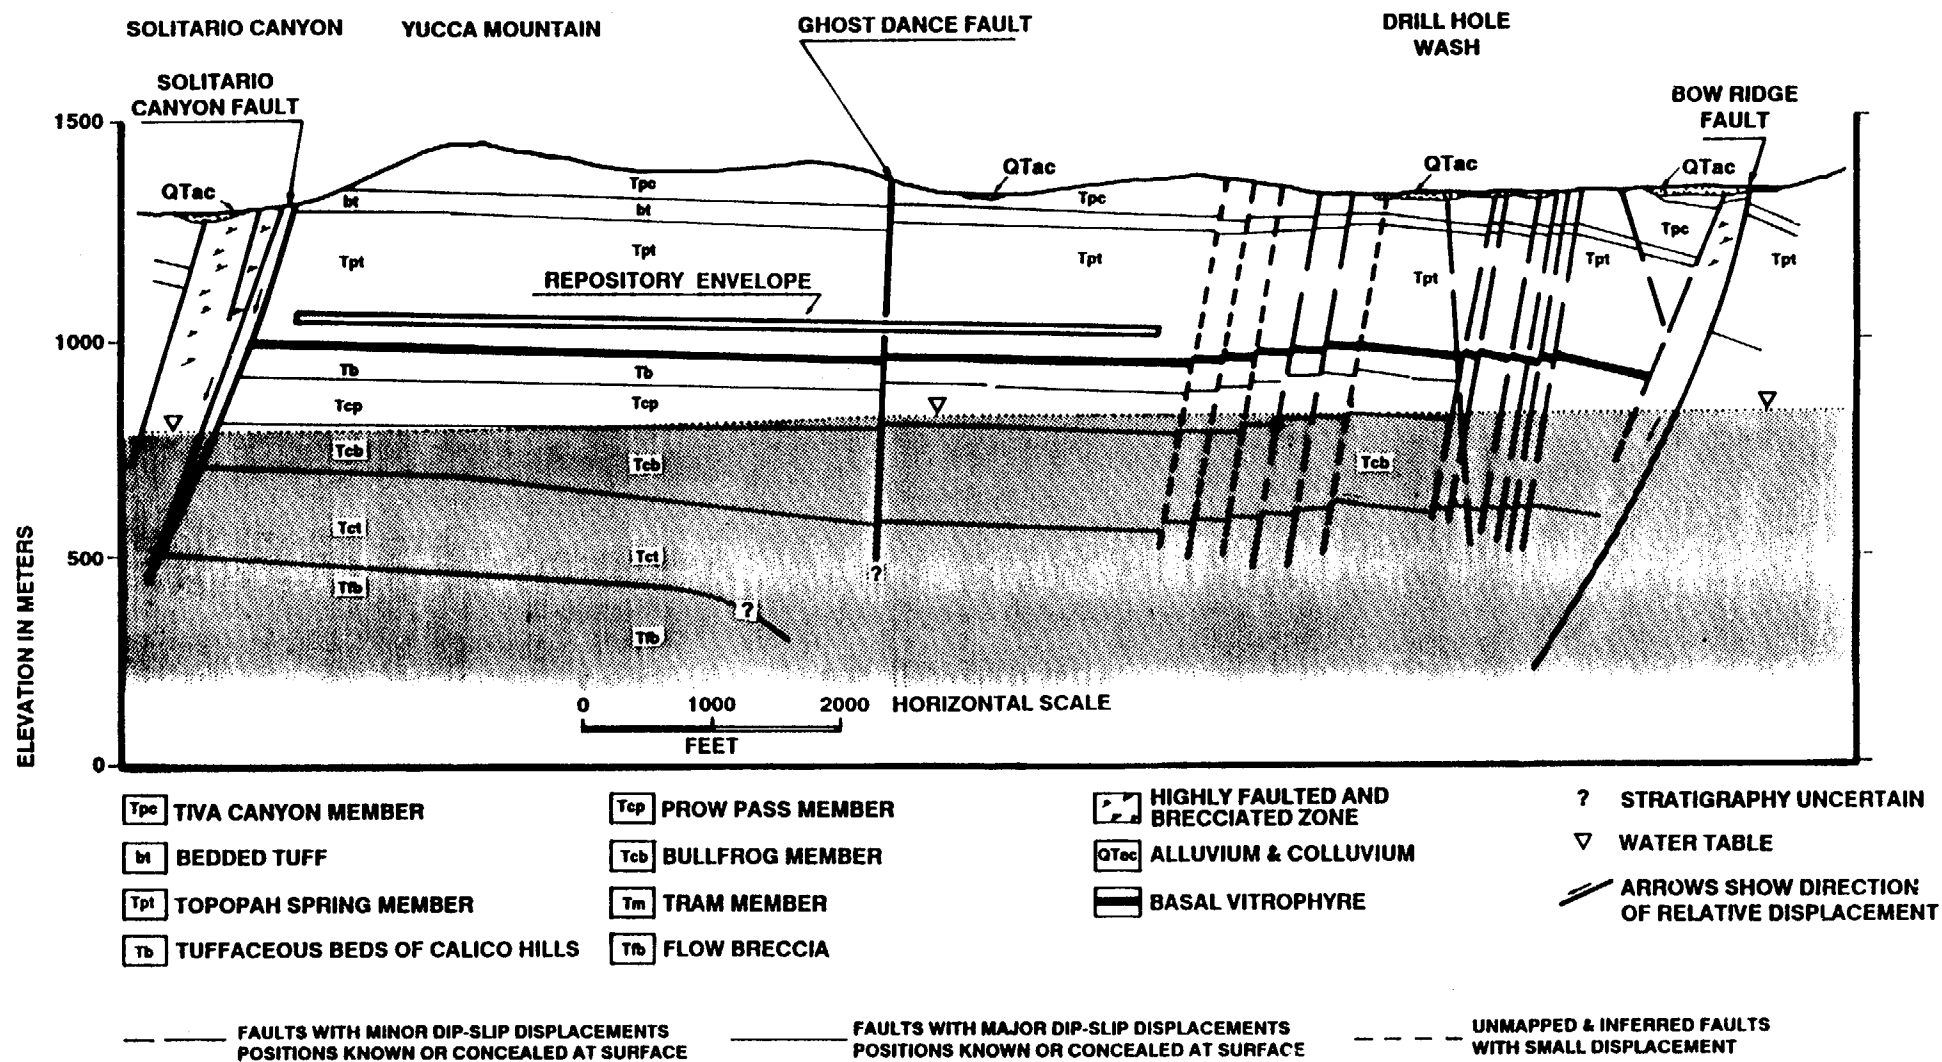 SOLITARIO CANYON
YUCCA MOUNTAIN
GHOST DANCE FAULT
DRILL HOLE
WASH
SOLITARIO
CANYON FAULT
BOW RIDGE
FAULT
1500
QTac
QTac
QTac
QTac
Tpc
Tpc
Tpc
bt
bt
Tpt
Tpt
Tpt
Tpt
Tpt
Tpt
REPOSITORY ENVELOPE
1000
Tb
Tb
Tcp
Tcp
Tcb
Tcb
Tcb
Tct
Tct
500
?
Tfb
?
Tfb
ELEVATION IN METERS
0 1000 2000 HORIZONTAL SCALE
FEET
0
Tpc TIVA CANYON MEMBER
bt BEDDED TUFF
Tpt TOPOPAH SPRING MEMBER
Tb TUFFACEOUS BEDS OF CALICO HILLS
Tcp PROW PASS MEMBER
Tcb BULLFROG MEMBER
Tm TRAM MEMBER
Tfb FLOW BRECCIA
HIGHLY FAULTED AND
BRECCIATED ZONE
QTac ALLUVIUM & COLLUVIUM
BASAL VITROPHYRE
? STRATIGRAPHY UNCERTAIN
WATER TABLE
ARROWS SHOW DIRECTION
OF RELATIVE DISPLACEMENT
FAULTS WITH MINOR DIP-SLIP DISPLACEMENTS
POSITIONS KNOWN OR CONCEALED AT SURFACE
FAULTS WITH MAJOR DIP-SLIP DISPLACEMENTS
POSITIONS KNOWN OR CONCEALED AT SURFACE
UNMAPPED & INFERRED FAULTS
WITH SMALL DISPLACEMENT